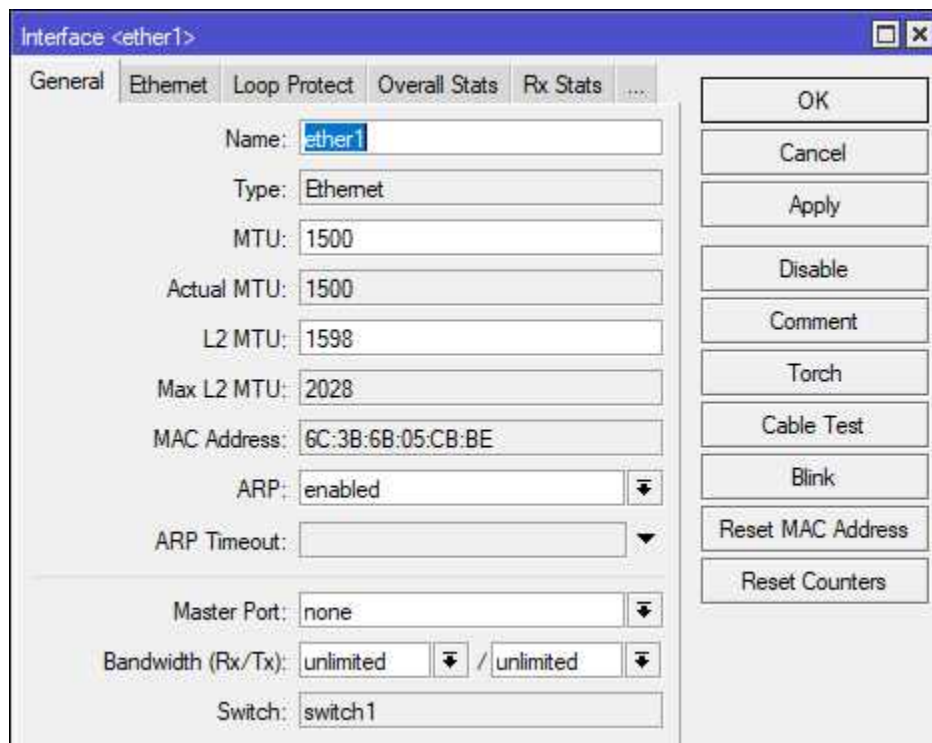 Interface <ether1>
General Ethernet Loop Protect Overall Stats Rx Stats ...
Name: ether1
Type: Ethernet
MTU: 1500
Actual MTU: 1500
L2 MTU: 1598
Max L2 MTU: 2028
MAC Address: 6C:3B:6B:05:CB:BE
ARP: enabled
ARP Timeout:
Master Port: none
Bandwidth (Rx/Tx): unlimited / unlimited
Switch: switch1
OK
Cancel
Apply
Disable
Comment
Torch
Cable Test
Blink
Reset MAC Address
Reset Counters